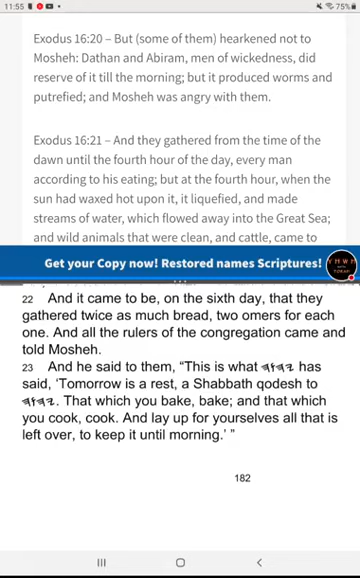 11:55 75%
Exodus 16:20 – But (some of them) hearkened not to
Mosheh: Dathan and Abiram, men of wickedness, did
reserve of it till the morning; but it produced worms and
putrefied; and Mosheh was angry with them.
Exodus 16:21 – And they gathered from the time of the
dawn until the fourth hour of the day, every man
according to his eating; but at the fourth hour, when the
sun had waxed hot upon it, it liquefied, and made
streams of water, which flowed away into the Great Sea;
and wild animals that were clean, and cattle, came to
Get your Copy now! Restored names Scriptures!
YHWH
TORAH
22 And it came to be, on the sixth day, that they
gathered twice as much bread, two omers for each
one. And all the rulers of the congregation came and
told Mosheh.
23 And he said to them, “This is what 𐤉𐤄𐤅𐤄 has
said, ‘Tomorrow is a rest, a Shabbath qodesh to
𐤉𐤄𐤅𐤄. That which you bake, bake; and that which
you cook, cook. And lay up for yourselves all that is
left over, to keep it until morning.’ ”
182